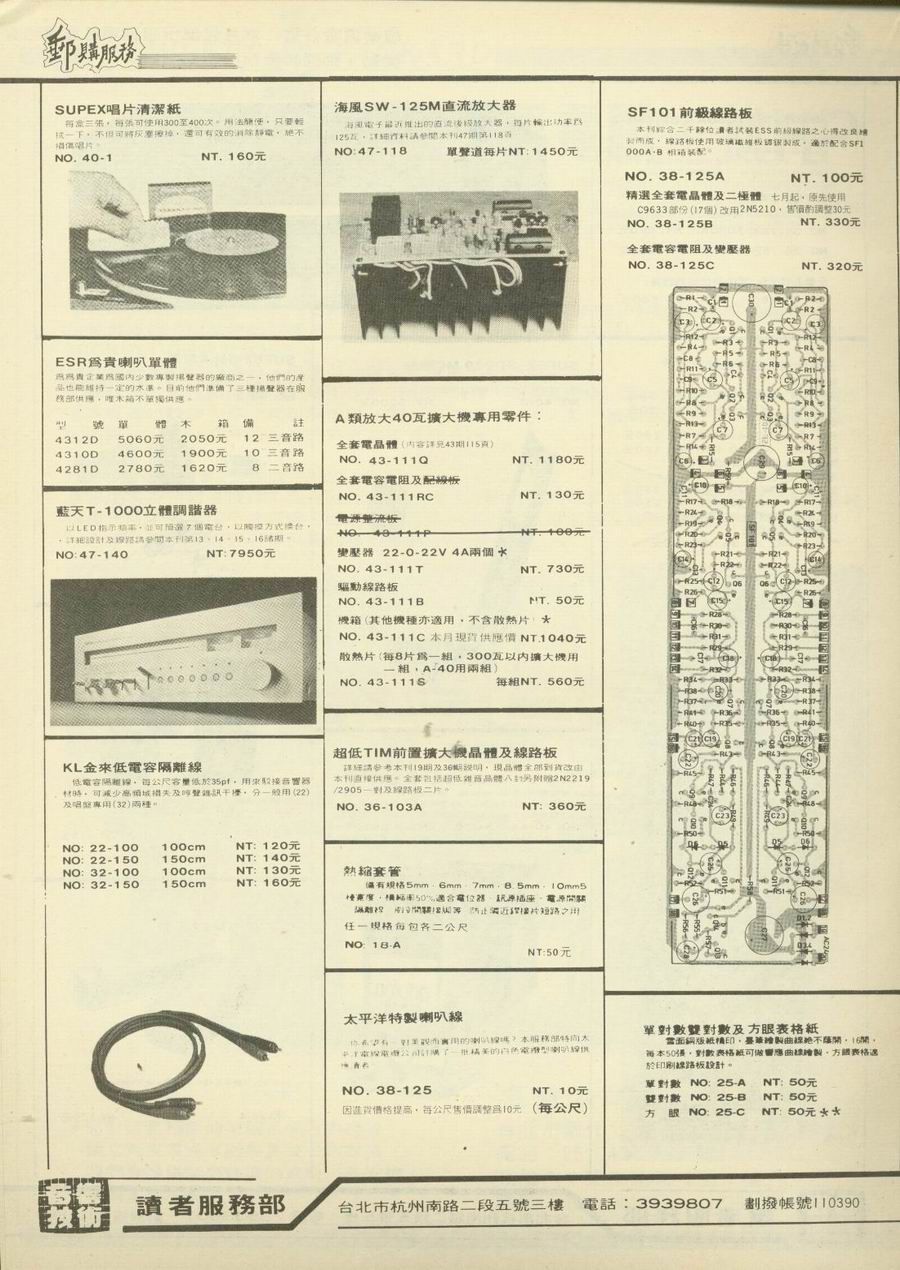 郵購服務
SUPEX唱片清潔紙
每盒三張，每張可使用300至400次。用法簡便，只要輕
拭一下，不但可將灰塵擦掉，還可有效的消除靜電，絶不
損傷唱片。
NO. 40-1 NT. 160元
ESR爲貴喇叭單體
爲爲貴企業爲國內少數專製揚聲器的廠商之一，他們的產
品也能維持一定的水準。目前他們準備了三種揚聲器在服
務部供應，唯木箱不單獨供應。
型 號 單 體 木 箱 備 註
4312D 5060元 2050元 12 三音路
4310D 4600元 1900元 10 三音路
4281D 2780元 1620元 8 二音路
藍天T-1000立體調諧器
以LED指示頻率，並可預選7個電台，以觸摸方式操作，
詳細設計及線路請參閱本刊第13、14、15、16諸期。
NO:47-140 NT:7950元
KL金來低電容隔離線
低電容隔離線，每公尺容量低於35pf，用來駁接音響器
材時，可減少高頻域損失及哼聲雜訊干擾，分一般用(22)
及唱盤專用(32)兩種。
NO: 22-100 100cm NT: 120元
NO: 22-150 150cm NT: 140元
NO: 32-100 100cm NT: 130元
NO: 32-150 150cm NT: 160元
海風SW-125M直流放大器
海風電子最近推出的直流後級放大器，每片輸出功率爲
125瓦，詳細資料請參閱本刊47期第118頁
NO:47-118 單聲道每片NT:1450元
A類放大40瓦擴大機專用零件：
全套電晶體（內容詳見43期115頁）
NO. 43-111Q NT. 1180元
全套電容電阻及配線板
NO. 43-111RC NT. 130元
電源整流板
NO. 43-111P NT. 100元
變壓器 22-0-22V 4A兩個＊
NO. 43-111T NT. 730元
驅動線路板
NO. 43-111B NT. 50元
機箱（其他機種亦適用，不含散熱片）＊
NO. 43-111C 本月現貨供應價 NT.1040元
散熱片（每8片爲一組，300瓦以內擴大機用
一組，A-40用兩組）
NO. 43-111S 每組NT. 560元
超低TIM前置擴大機晶體及線路板
詳細請參考本刊19期及36期說明，現晶體全部到貨改由
本刊直接供應。全套包括超低雜音晶體八對另附贈2N2219
/2905一對及線路板二片。
NO. 36-103A NT: 360元
熱縮套管
備有規格5mm，6mm，7mm，8.5mm，10mm5
種寬度，橫縮率50%適合電位器、訊源插座、電源開關
任一規格每包各二公尺
NO: 18-A NT:50元
太平洋特製喇叭線
你希望有一對美觀而實用的喇叭線嗎？本服務部特向太
平洋電線電纜公司訂購了一批精美的白色電纜型喇叭線供
應讀者
NO. 38-125 NT. 10元
因進貨價格提高，每公尺售價調整爲10元（每公尺）
SF101前級線路板
本刊綜合二千餘位讀者試裝ESS前級線路之心得改良繪
製而成，線路板使用玻璃纖維板鍍銀製成，適於配合SF1
000A·B 相箱裝配。
NO. 38-125A NT. 100元
精選全套電晶體及二極體 七月起，原先使用
C9633部份(17個)改用2N5210，售價酌調整30元
NO. 38-125B NT. 330元
全套電容電阻及變壓器
NO. 38-125C NT. 320元
SF 101
單對數雙對數及方眼表格紙
雪面銅版紙精印，墨筆繪製曲線絶不暈開，16開，
每本50張，對數表格紙可做響應曲線繪製，方眼表格適
於印刷線路板設計。
單對數 NO: 25-A NT: 50元
雙對數 NO: 25-B NT: 50元
方 眼 NO: 25-C NT: 50元＊＊
音響技術
讀者服務部
台北市杭州南路二段五號三樓 電話：3939807 劃撥帳號110390